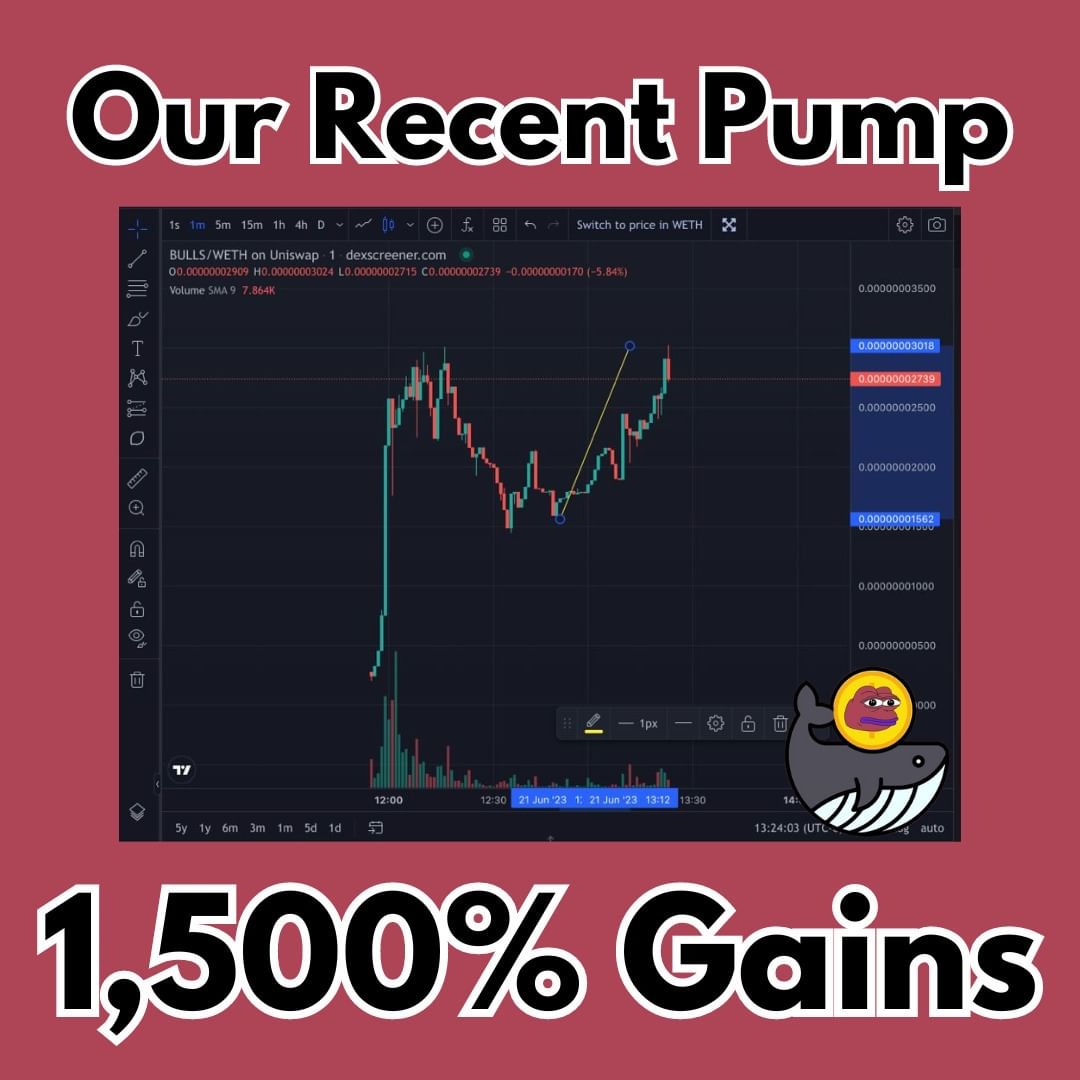 Our Recent Pump
1s 1m 5m 15m 1h 4h D Switch to price in WETH
BULLS/WETH on Uniswap · 1 · dexscreener.com
O0.00000002909 H0.00000003024 L0.00000002715 C0.00000002739 −0.00000000170 (−5.84%)
Volume SMA 9 7.864K
0.00000003500
0.00000003018
0.00000002739
0.00000002500
0.00000002000
0.00000001562
0.00000001000
0.00000000500
1px
12:00 12:30 21 Jun '23 21 Jun '23 13:12 13:30
5y 1y 6m 3m 1m 5d 1d 13:24:03 (UTC auto
1,500% Gains